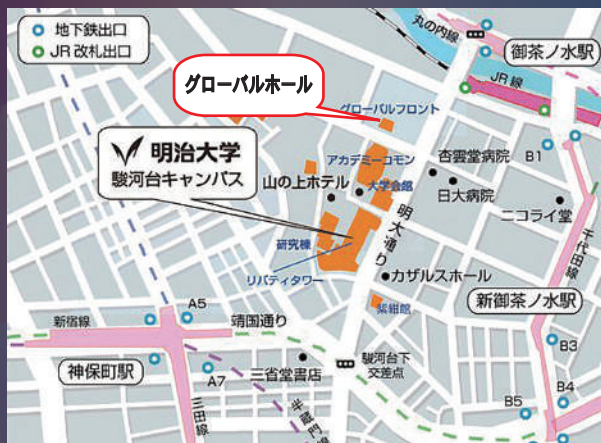 地下鉄出口
JR改札出口
丸の内線
御茶ノ水駅
JR線
グローバルホール
グローバルフロント
明治大学
駿河台キャンパス
アカデミーコモン
杏雲堂病院
B1
山の上ホテル
大学会館
日大病院
ニコライ堂
明大通り
千代田線
研究棟
リバティタワー
カザルスホール
紫紺館
新御茶ノ水駅
新宿線
A5
靖国通り
神保町駅
A7
三省堂書店
駿河台下
交差点
B3
B4
B5
三田線
半蔵門線